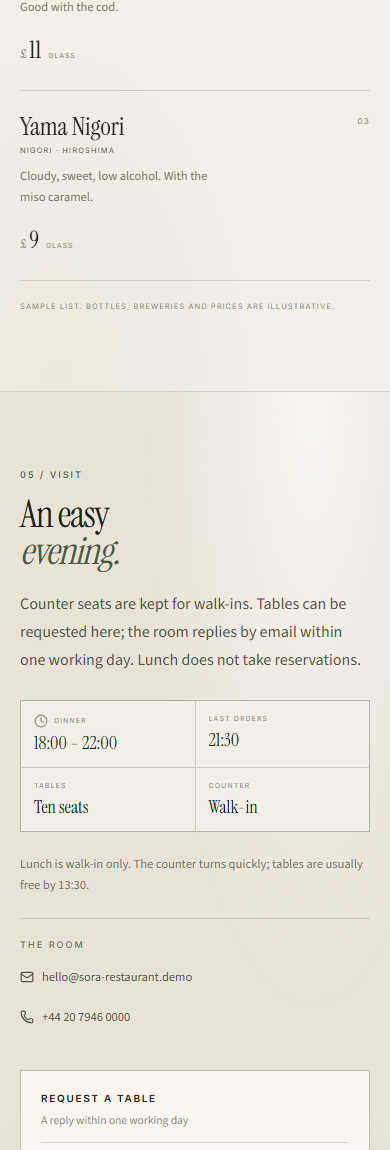 Good with the cod.
£ 11 GLASS
Yama Nigori
03
NIGORI · HIROSHIMA
Cloudy, sweet, low alcohol. With the
miso caramel.
£ 9 GLASS
SAMPLE LIST. BOTTLES, BREWERIES AND PRICES ARE ILLUSTRATIVE.
05 / VISIT
An easy
evening.
Counter seats are kept for walk-ins. Tables can be
requested here; the room replies by email within
one working day. Lunch does not take reservations.
DINNER
18:00 – 22:00
LAST ORDERS
21:30
TABLES
Ten seats
COUNTER
Walk-in
Lunch is walk-in only. The counter turns quickly; tables are usually
free by 13:30.
THE ROOM
hello@sora-restaurant.demo
+44 20 7946 0000
REQUEST A TABLE
A reply within one working day